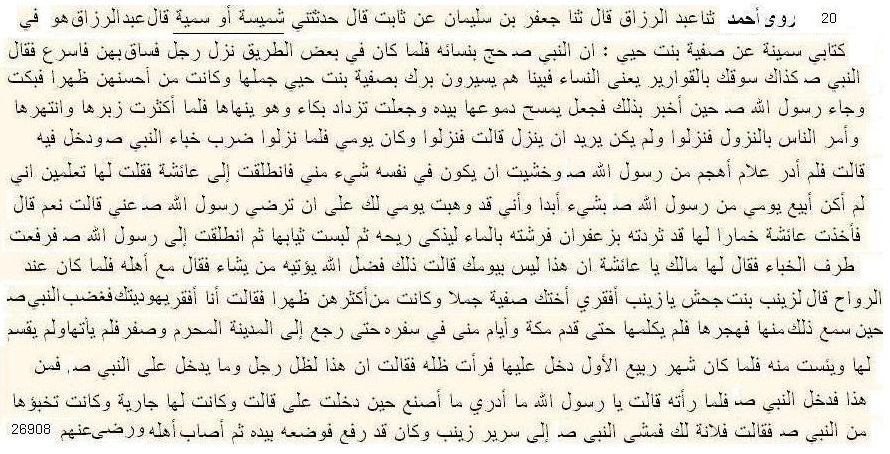 20 روى أحمد ثنا عبد الرزاق قال ثنا جعفر بن سليمان عن ثابت قال حدثتني شميسة أو سمية قال عبد الرزاق هو في
كتابي سمينة عن صفية بنت حيي : ان النبي صـ حج بنسائه فلما كان في بعض الطريق نزل رجل فساق بهن فاسرع فقال
النبي صـ كذاك سوقك بالقوارير يعنى النساء فبينا هم يسيرون برك بصفية بنت حيي جملها وكانت من أحسنهن ظهرا فبكت
وجاء رسول الله صـ حين أخبر بذلك فجعل يمسح دموعها بيده وجعلت تزداد بكاء وهو ينهاها فلما أكثرت زبرها وانتهرها
وأمر الناس بالنزول فنزلوا ولم يكن يريد ان ينزل قالت فنزلوا وكان يومي فلما نزلوا ضرب خباء النبي صـ ودخل فيه
قالت فلم أدر علام أهجم من رسول الله صـ وخشيت ان يكون في نفسه شيء مني فانطلقت إلى عائشة فقلت لها تعلمين اني
لم أكن أبيع يومي من رسول الله صـ بشيء أبدا وأني قد وهبت يومي لك على ان ترضي رسول الله صـ عني قالت نعم قال
فأخذت عائشة خمارا لها قد ثردته بزعفران فرشته بالماء ليذكى ريحه ثم لبست ثيابها ثم انطلقت إلى رسول الله صـ فرفعت
طرف الخباء فقال لها مالك يا عائشة ان هذا ليس بيومك قالت ذلك فضل الله يؤتيه من يشاء فقال مع أهله فلما كان عند
الرواح قال لزينب بنت جحش يا زينب أفقري أختك صفية جملا وكانت من أكثرهن ظهرا فقالت أنا أفقر يهوديتك فغضب النبي صـ
حين سمع ذلك منها فهجرها فلم يكلمها حتى قدم مكة وأيام منى في سفره حتى رجع إلى المدينة المحرم وصفر فلم يأتها ولم يقسم
لها ويئست منه فلما كان شهر ربيع الأول دخل عليها فرأت ظله فقالت ان هذا لظل رجل وما يدخل على النبي صـ, فمن
هذا فدخل النبي صـ فلما رأته قالت يا رسول الله ما أدري ما أصنع حين دخلت على قالت وكانت لها جارية وكانت تخبؤها
من النبي صـ فقالت فلانة لك فمشى النبي صـ إلى سرير زينب وكان قد رفع فوضعه بيده ثم أصاب أهله ورضى عنهم 26908